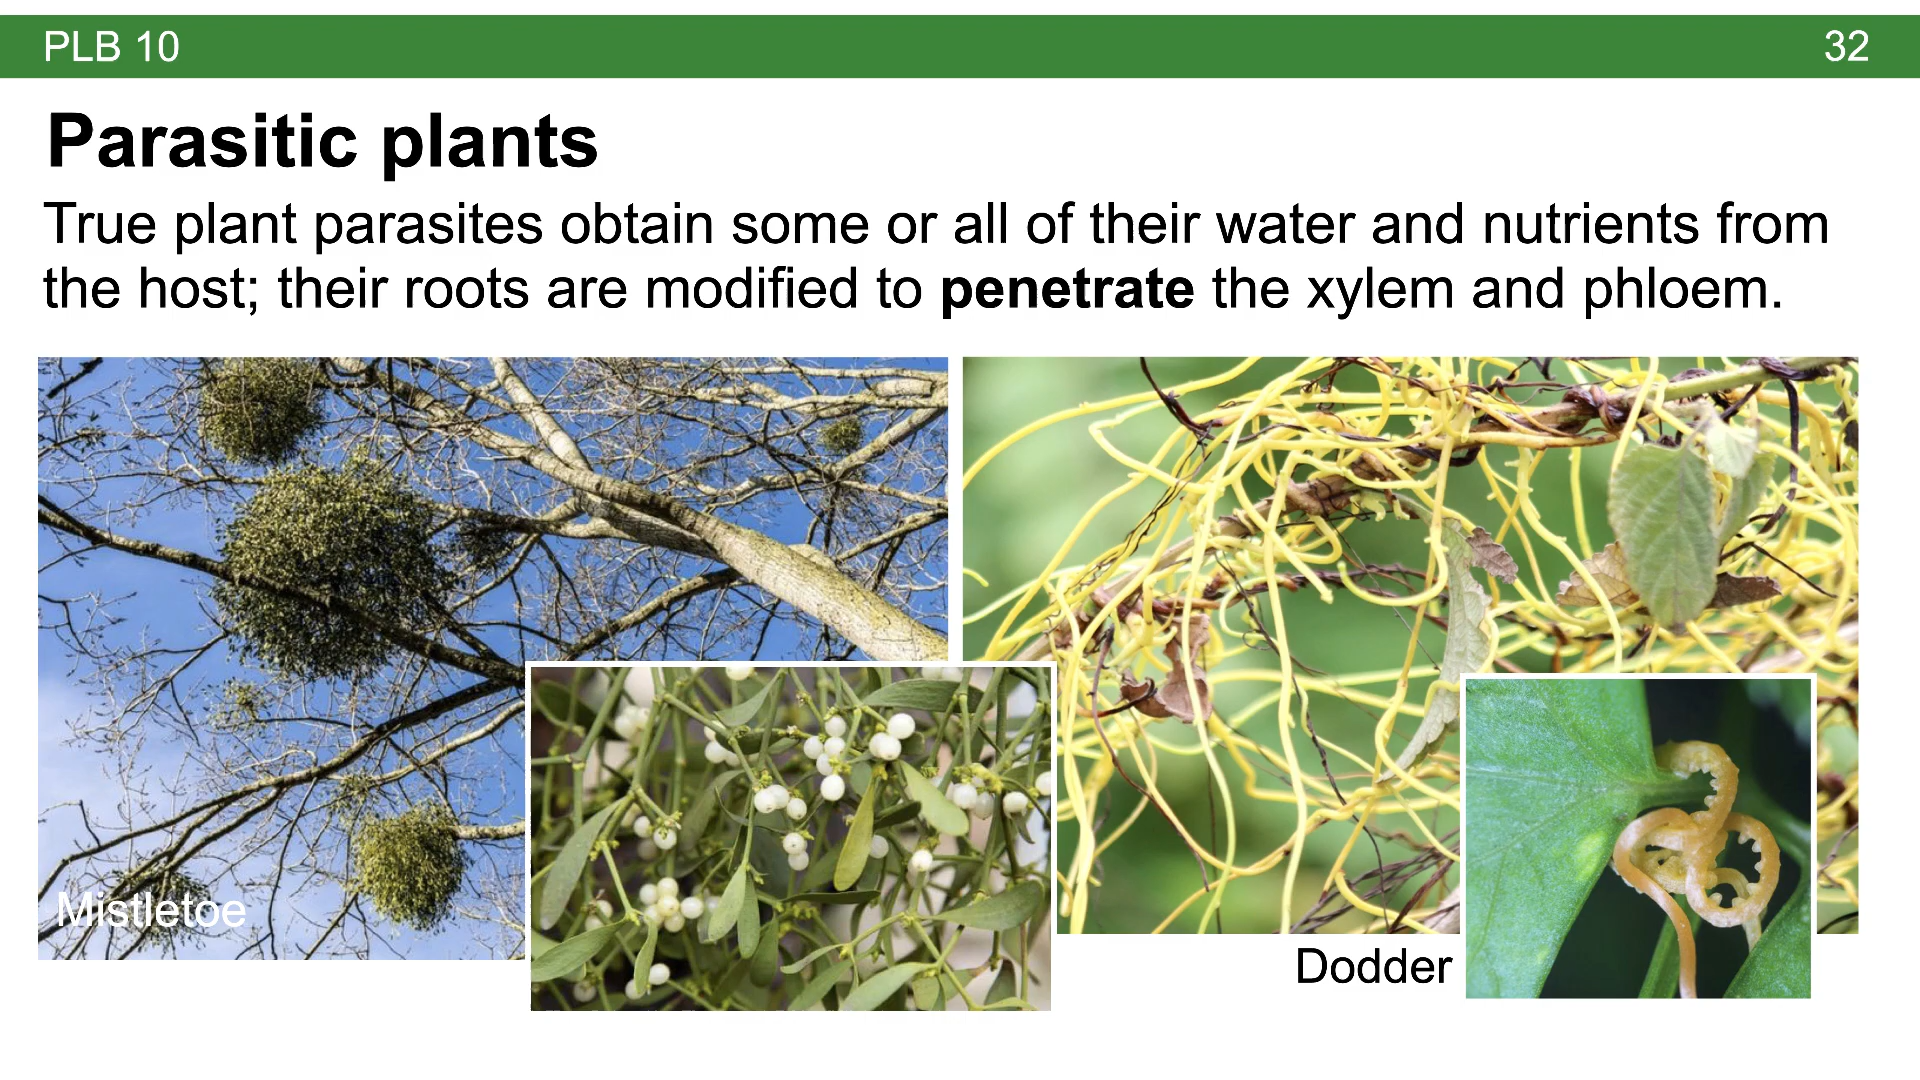 PLB 10
32
Parasitic plants
True plant parasites obtain some or all of their water and nutrients from
the host; their roots are modified to penetrate the xylem and phloem.
Mistletoe
Dodder